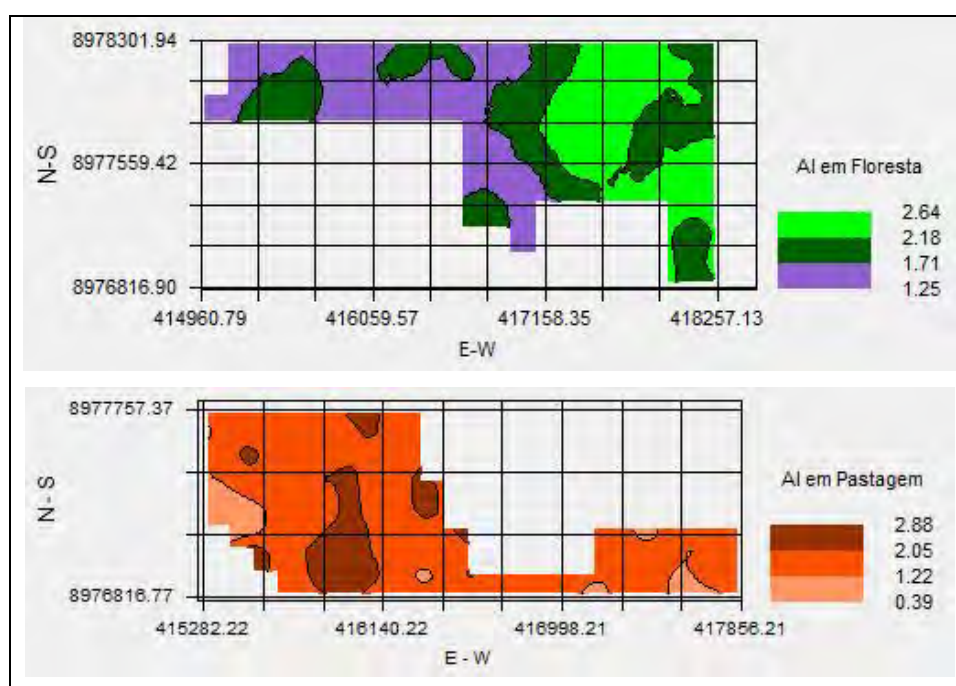 8978301.94
N-S
8977559.42
8976816.90
414960.79 416059.57 417158.35 418257.13
E-W
Al em Floresta
2.64
2.18
1.71
1.25
8977757.37
N - S
8976816.77
415282.22 416140.22 416998.21 417856.21
E - W
Al em Pastagem
2.88
2.05
1.22
0.39